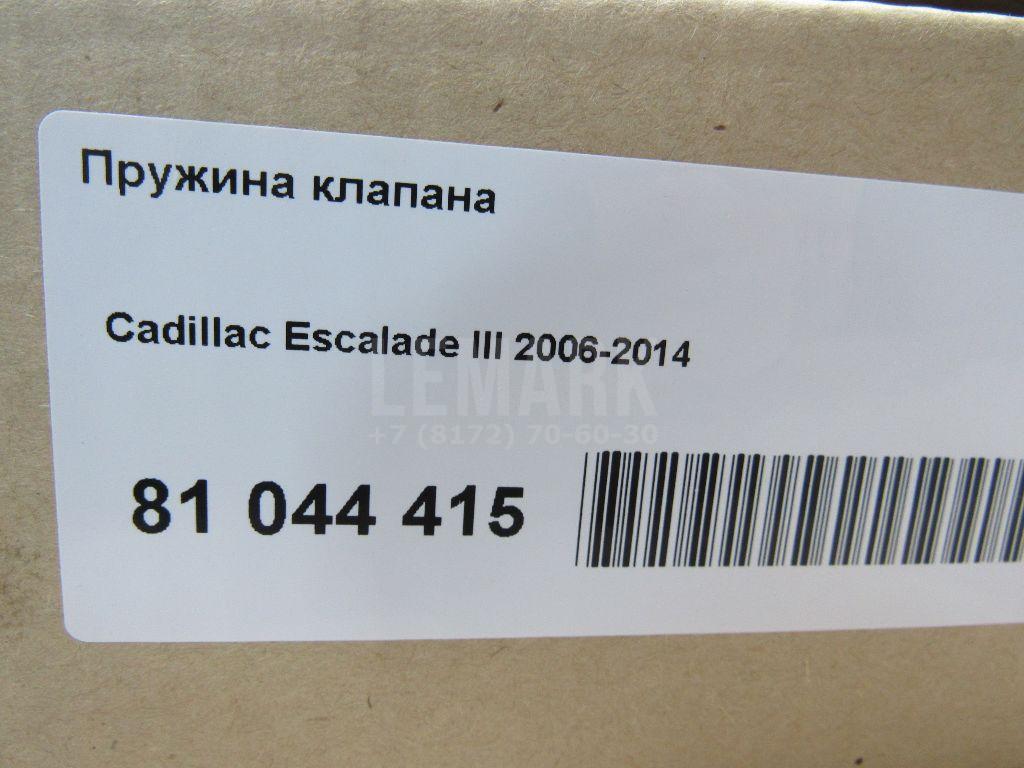 Пружина клапана
Cadillac Escalade III 2006-2014
LEMARK
+7 (8172) 70-60-30
81 044 415